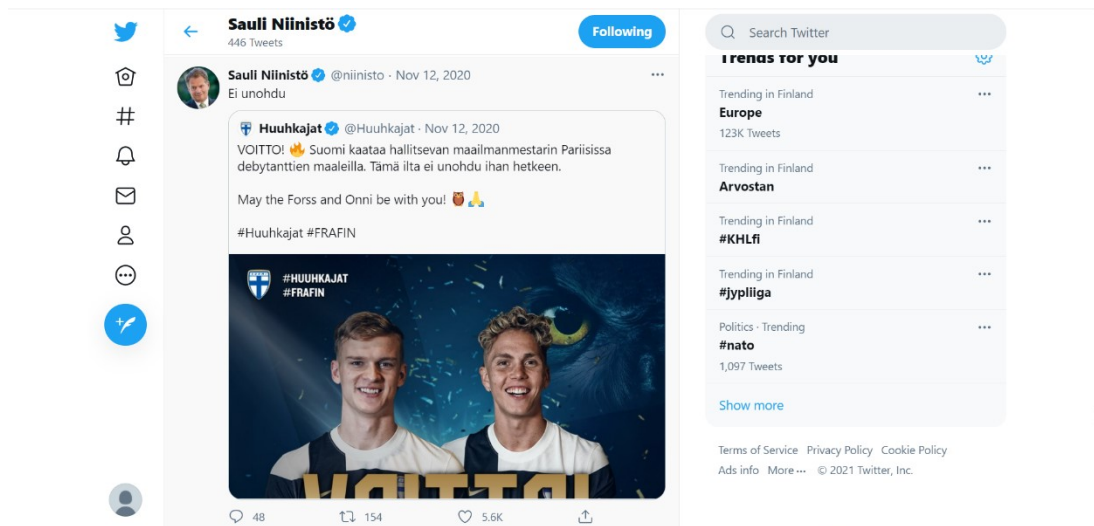 Sauli Niinistö
446 Tweets
Following
Sauli Niinistö @niinisto · Nov 12, 2020
Ei unohdu
Huuhkajat @Huuhkajat · Nov 12, 2020
VOITTO! 🔥 Suomi kaataa hallitsevan maailmanmestarin Pariisissa
debytanttien maaleilla. Tämä ilta ei unohdu ihan hetkeen.
May the Forss and Onni be with you! 🦉🙏
#Huuhkajat #FRAFIN
#HUUHKAJAT
#FRAFIN
VOITTO!
48 154 5.6K
Search Twitter
Trends for you
Trending in Finland
Europe
123K Tweets
Trending in Finland
Arvostan
Trending in Finland
#KHLfi
Trending in Finland
#jypliiga
Politics · Trending
#nato
1,097 Tweets
Show more
Terms of Service Privacy Policy Cookie Policy
Ads info More ··· © 2021 Twitter, Inc.